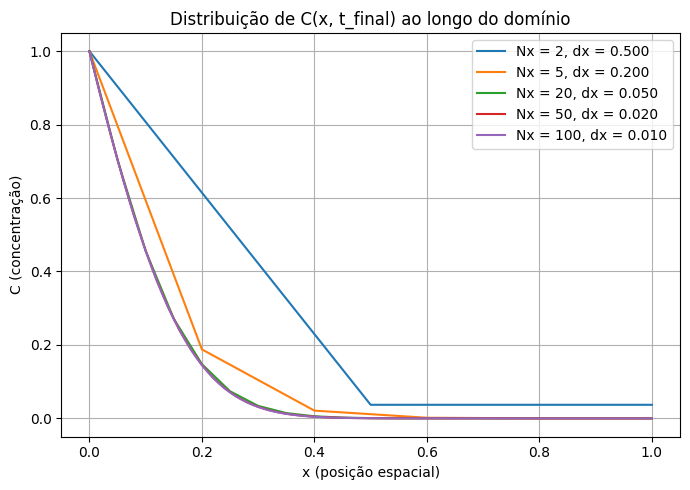 Distribuição de C(x, t_final) ao longo do domínio
Nx = 2, dx = 0.500
Nx = 5, dx = 0.200
Nx = 20, dx = 0.050
Nx = 50, dx = 0.020
Nx = 100, dx = 0.010
C (concentração)
1.0
0.8
0.6
0.4
0.2
0.0
0.0 0.2 0.4 0.6 0.8 1.0
x (posição espacial)